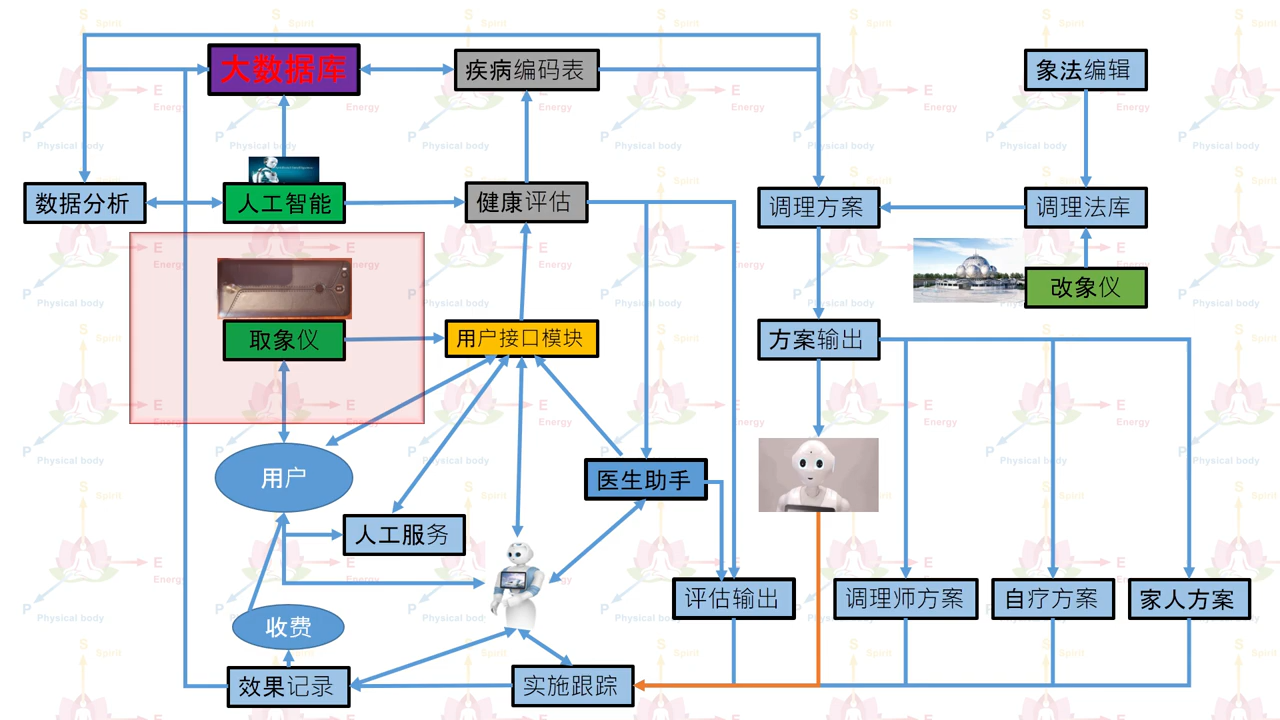 大数据库
疾病编码表
象法编辑
数据分析
人工智能
健康评估
调理方案
调理法库
改象仪
取象仪
用户接口模块
方案输出
用户
医生助手
人工服务
评估输出
调理师方案
自疗方案
家人方案
收费
效果记录
实施跟踪
S
Spirit
E
Energy
P
Physical body